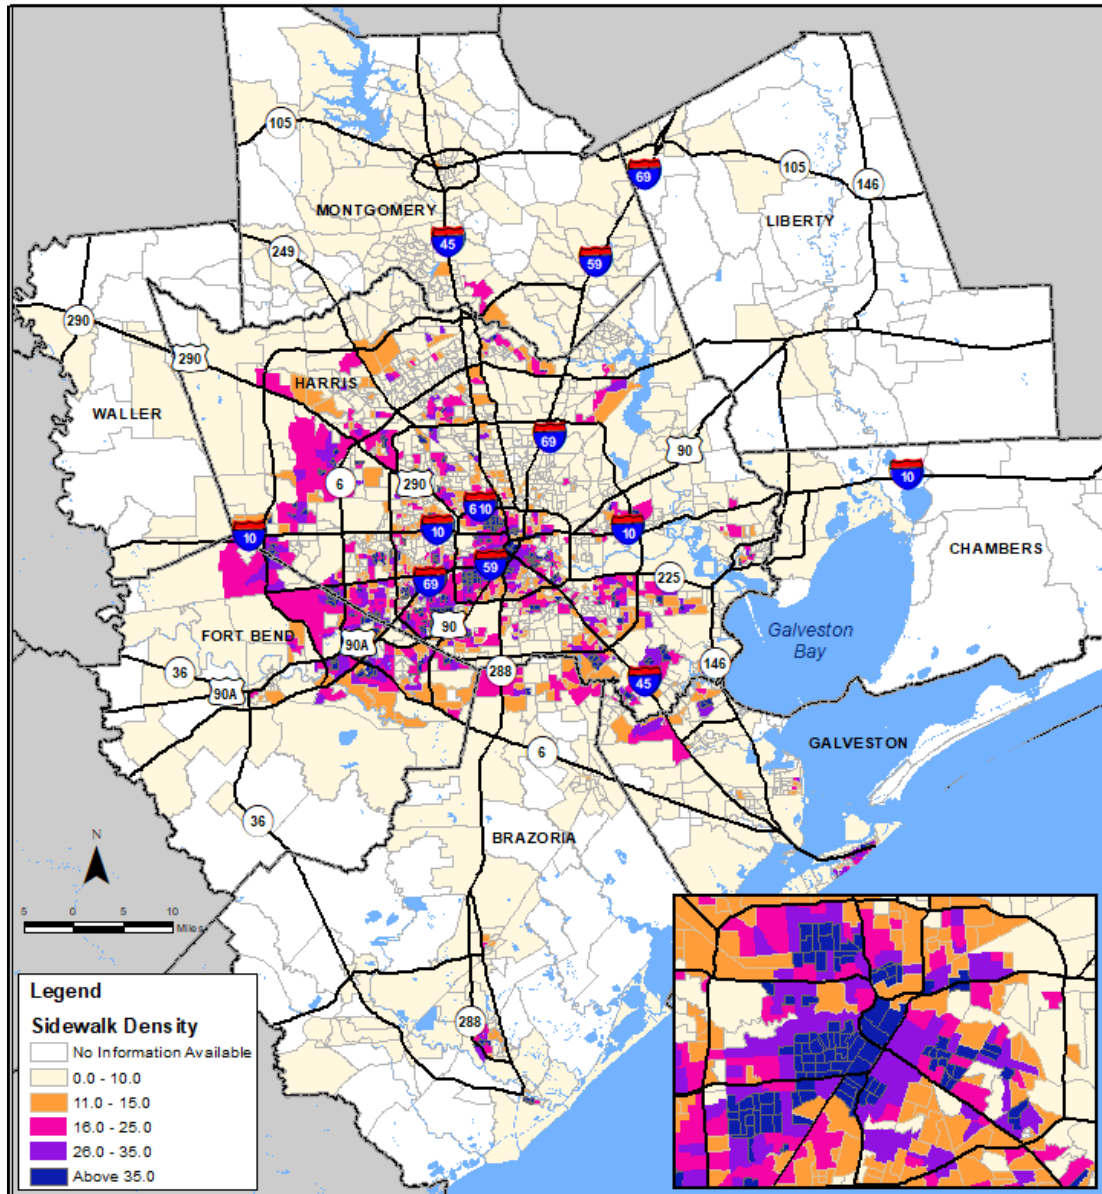 105
69
105
146
MONTGOMERY
LIBERTY
45
249
59
290
290
HARRIS
WALLER
69
90
6
290
610
10
10
10
10
CHAMBERS
59
69
225
90
Galveston
Bay
FORT BEND
90A
36
288
146
90A
45
GALVESTON
6
36
BRAZORIA
N
5 0 5 10
Miles
288
Legend
Sidewalk Density
No Information Available
0.0 - 10.0
11.0 - 15.0
16.0 - 25.0
26.0 - 35.0
Above 35.0